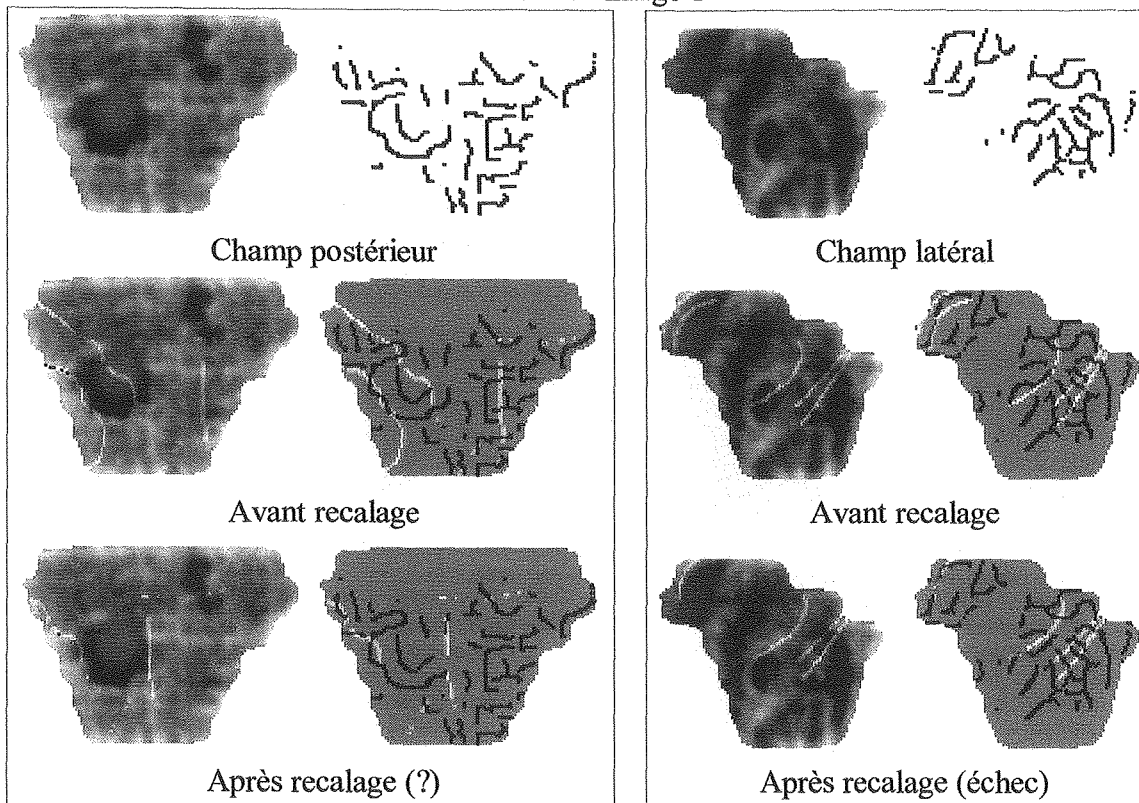 Champ postérieur
Champ latéral
Avant recalage
Avant recalage
Après recalage (?)
Après recalage (échec)